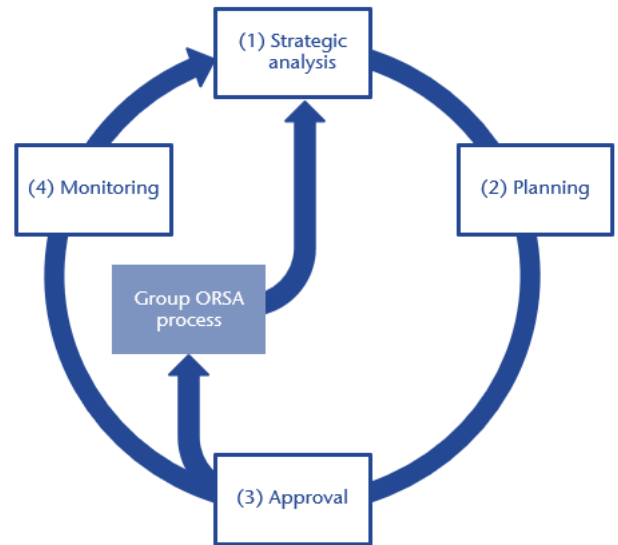 (1) Strategic
analysis
(2) Planning
(4) Monitoring
Group ORSA
process
(3) Approval